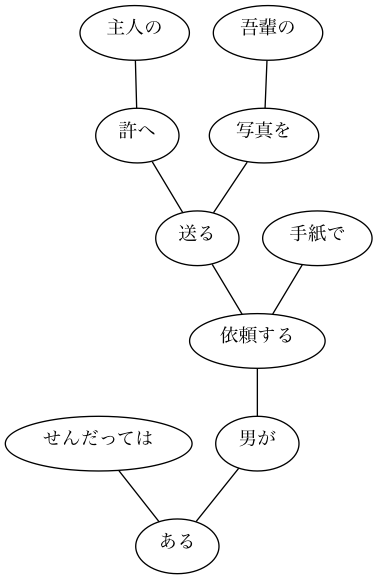 主人の
吾輩の
許へ
写真を
送る
手紙で
依頼する
せんだっては
男が
ある